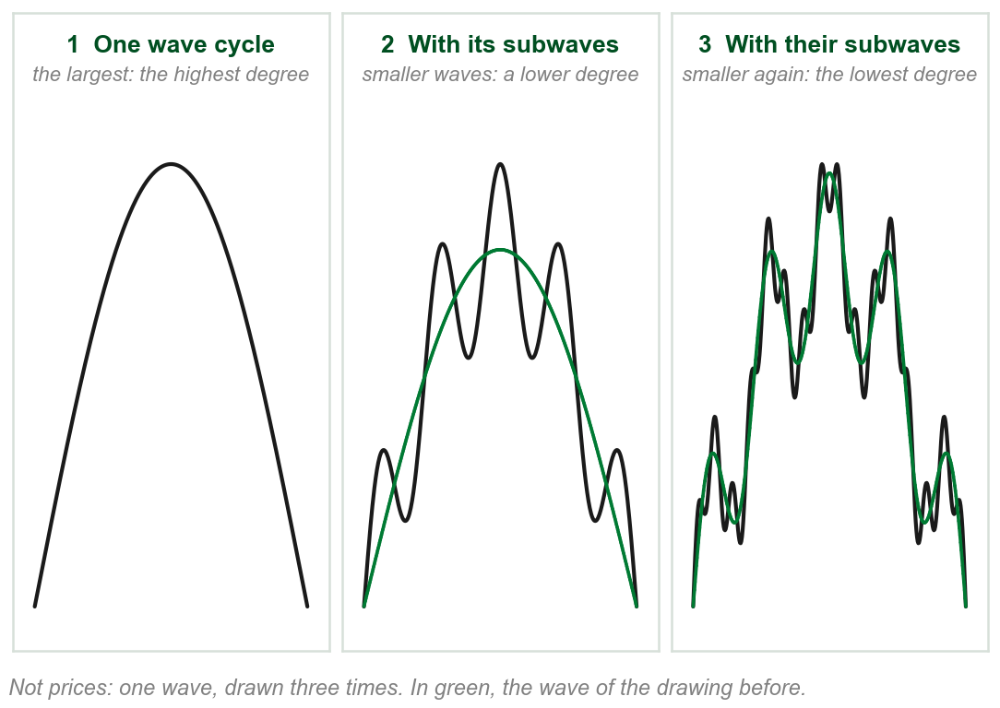 1 One wave cycle
the largest: the highest degree
2 With its subwaves
smaller waves: a lower degree
3 With their subwaves
smaller again: the lowest degree
Not prices: one wave, drawn three times. In green, the wave of the drawing before.